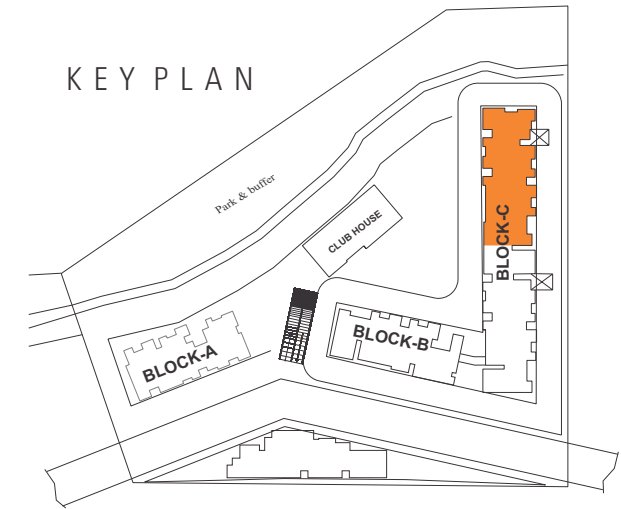 KEY PLAN
Park & buffer
CLUB HOUSE
BLOCK-C
BLOCK-B
BLOCK-A